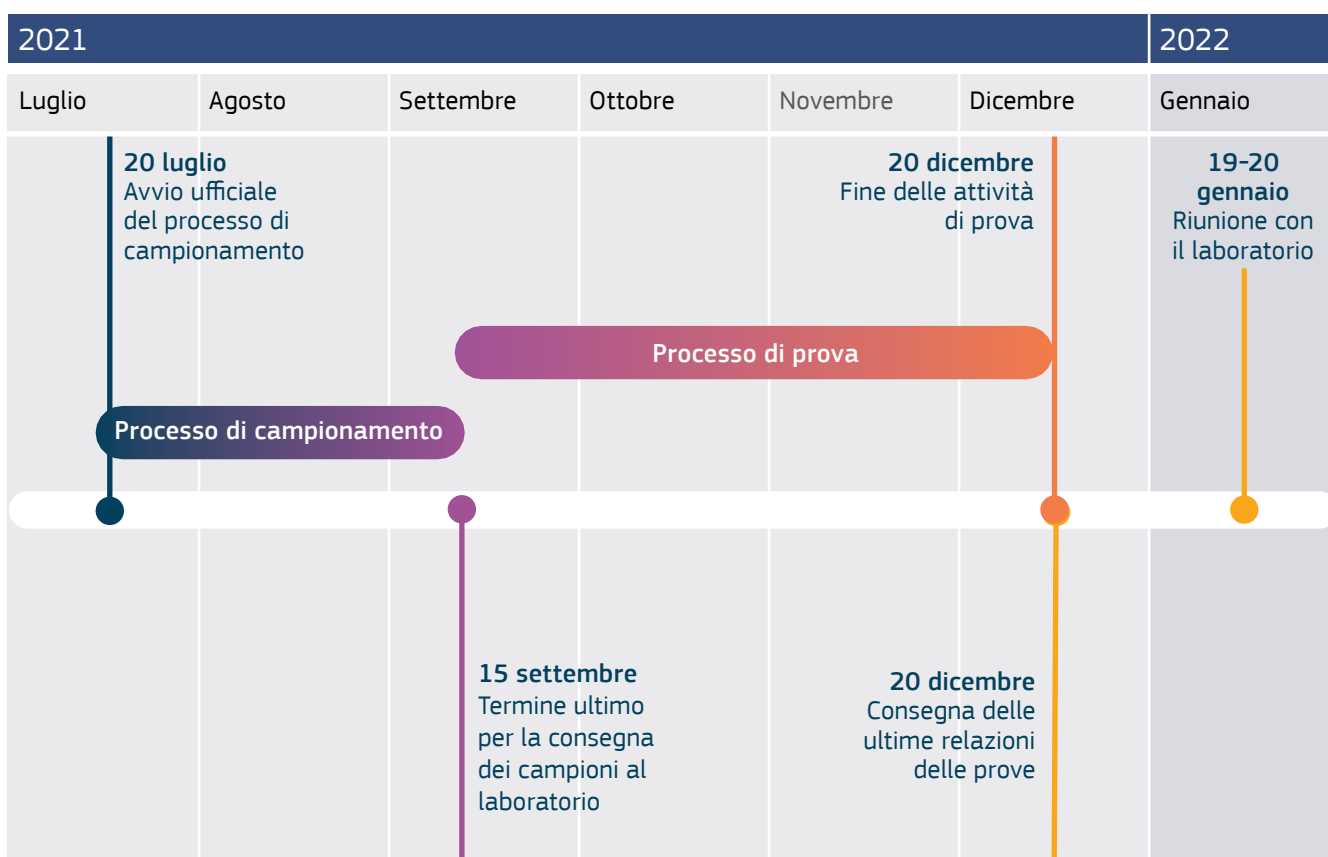 2021
2022
Luglio
Agosto
Settembre
Ottobre
Novembre
Dicembre
Gennaio
20 luglio
Avvio ufficiale
del processo di
campionamento
20 dicembre
Fine delle attività
di prova
19-20
gennaio
Riunione con
il laboratorio
Processo di prova
Processo di campionamento
15 settembre
Termine ultimo
per la consegna
dei campioni al
laboratorio
20 dicembre
Consegna delle
ultime relazioni
delle prove